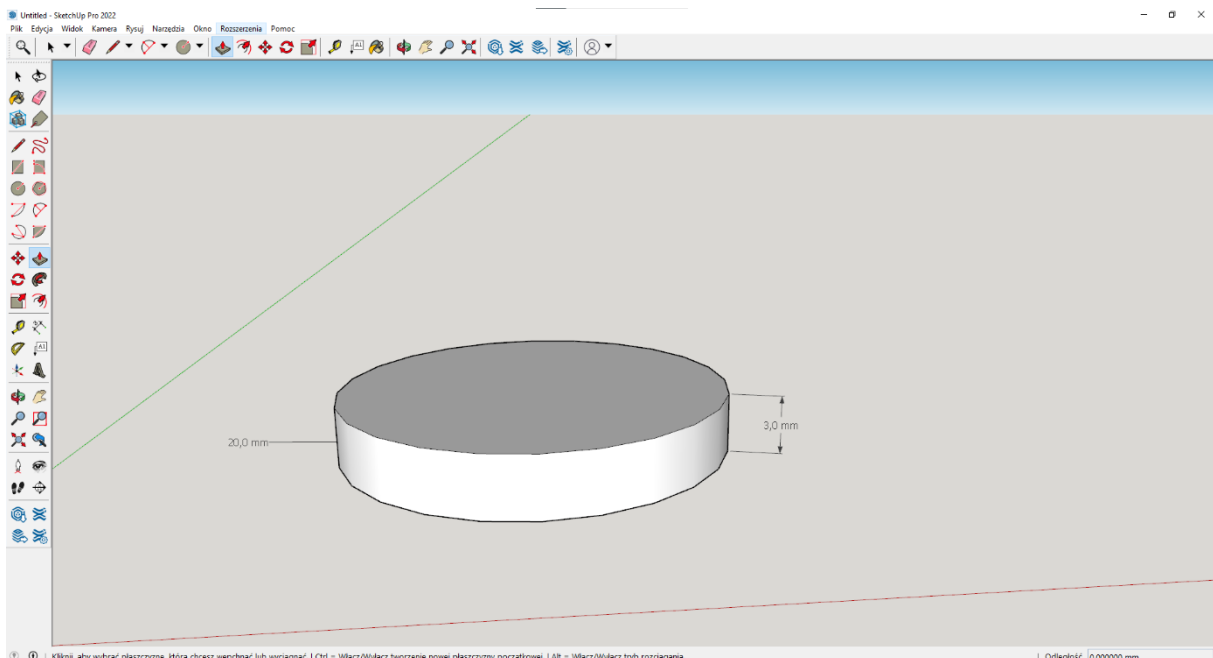 Untitled - SketchUp Pro 2022
Plik Edycja Widok Kamera Rysuj Narzędzia Okno Rozszerzenia Pomoc
A1
A1
3,0 mm
20,0 mm
Kliknij, aby wybrać płaszczyznę, którą chcesz wepchnąć lub wyciągnąć. | Ctrl = Włącz/Wyłącz tworzenie nowej płaszczyzny początkowej. | Alt = Włącz/Wyłącz tryb rozciągania.
Odległość 0,000000 mm